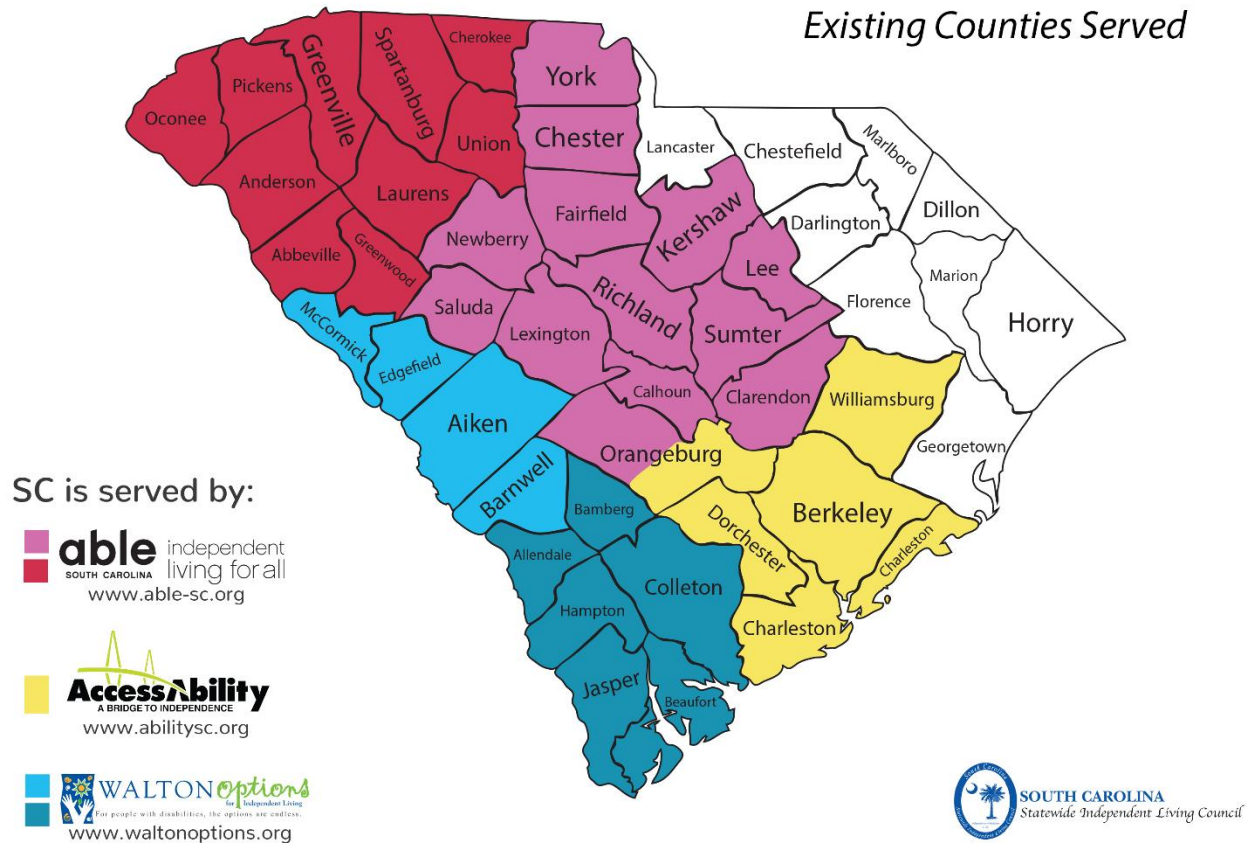 Existing Counties Served
Cherokee
York
Spartanburg
Greenville
Pickens
Oconee
Union
Chester
Lancaster
Chestefield
Marlboro
Anderson
Laurens
Fairfield
Kershaw
Darlington
Dillon
Newberry
Abbeville
Greenwood
Lee
Marion
Saluda
Richland
Florence
McCormick
Lexington
Sumter
Horry
Edgefield
Calhoun
Clarendon
Williamsburg
Aiken
Orangeburg
Georgetown
Barnwell
Bamberg
Berkeley
Dorchester
Charleston
Allendale
Colleton
Hampton
Charleston
Jasper
Beaufort
SC is served by:
able independent living for all
SOUTH CAROLINA
www.able-sc.org
AccessAbility
A BRIDGE TO INDEPENDENCE
www.abilitysc.org
WALTON options
for Independent Living
For people with disabilities, the options are endless.
www.waltonoptions.org
South Carolina
SOUTH CAROLINA
Statewide Independent Living Council